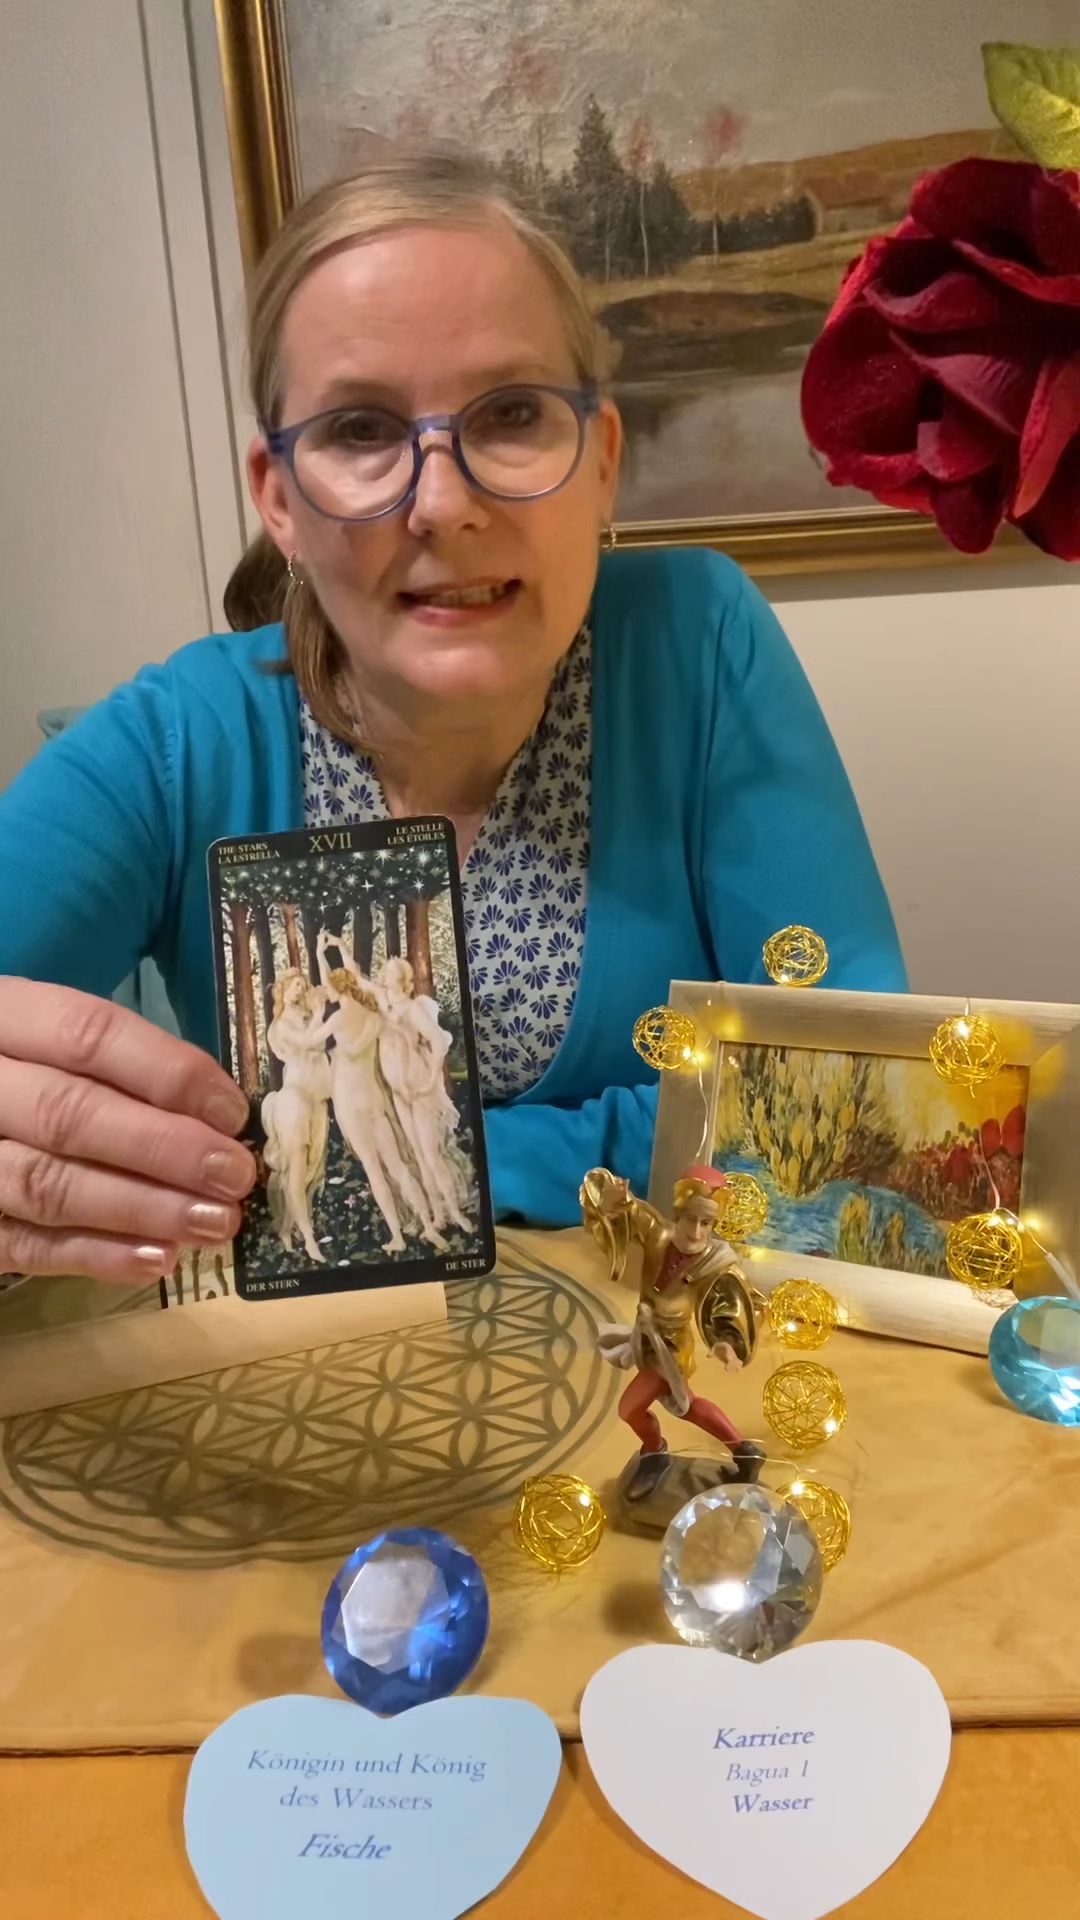 THE STARS
LA ESTRELLA
XVII
LE STELLE
LES ÉTOILES
DER STERN
DE STER
Königin und König
des Wassers
Fische
Karriere
Bagua 1
Wasser